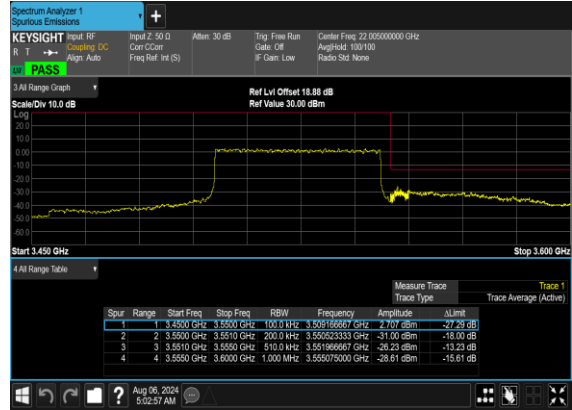 Spectrum Analyzer 1
Spurious Emissions
KEYSIGHT Input: RF Input Z: 50 Ω Atten: 30 dB Trig: Free Run Center Freq: 22.005000000 GHz
R T Coupling: DC Corr CCorr Gate: Off Avg|Hold: 100/100
Align: Auto Freq Ref: Int (S) IF Gain: Low Radio Std: None
PASS
3 All Range Graph
Ref Lvl Offset 18.88 dB
Scale/Div 10.0 dB Ref Value 30.00 dBm
Log
20.0
10.0
0.00
-10.0
-20.0
-30.0
-40.0
-50.0
-60.0
Start 3.450 GHz Stop 3.600 GHz
4 All Range Table
Measure Trace Trace 1
Trace Type Trace Average (Active)
Spur Range Start Freq Stop Freq RBW Frequency Amplitude ΔLimit
1 1 3.4500 GHz 3.5500 GHz 100.0 kHz 3.509166667 GHz 2.707 dBm -27.29 dB
2 2 3.5500 GHz 3.5510 GHz 200.0 kHz 3.550523333 GHz -31.00 dBm -18.00 dB
3 3 3.5510 GHz 3.5550 GHz 510.0 kHz 3.551966667 GHz -26.23 dBm -13.23 dB
4 4 3.5550 GHz 3.6000 GHz 1.000 MHz 3.555075000 GHz -28.61 dBm -15.61 dB
Aug 06, 2024
5:02:57 AM